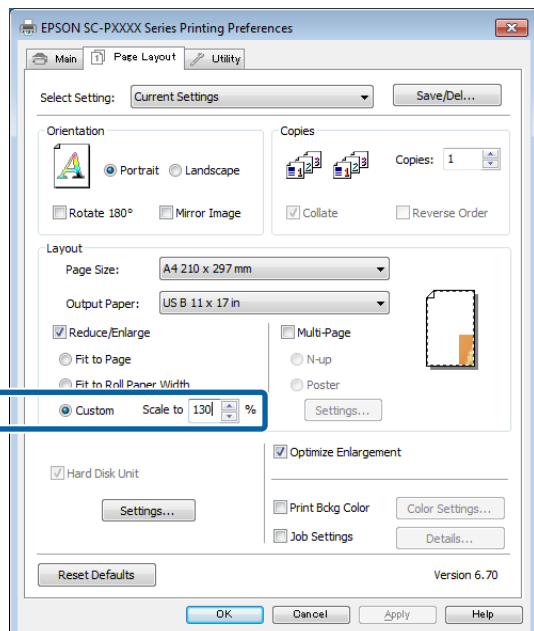 EPSON SC-PXXXX Series Printing Preferences
Main Page Layout Utility
Select Setting: Current Settings Save/Del...
Orientation Copies
Portrait Landscape Copies: 1
Rotate 180° Mirror Image Collate Reverse Order
Layout
Page Size: A4 210 x 297 mm
Output Paper: US B 11 x 17 in
Reduce/Enlarge Multi-Page
Fit to Page N-up
Fit to Roll Paper Width Poster
Custom Scale to 130 % Settings...
Optimize Enlargement
Hard Disk Unit
Settings... Print Bckg Color Color Settings...
Job Settings Details...
Reset Defaults Version 6.70
OK Cancel Apply Help